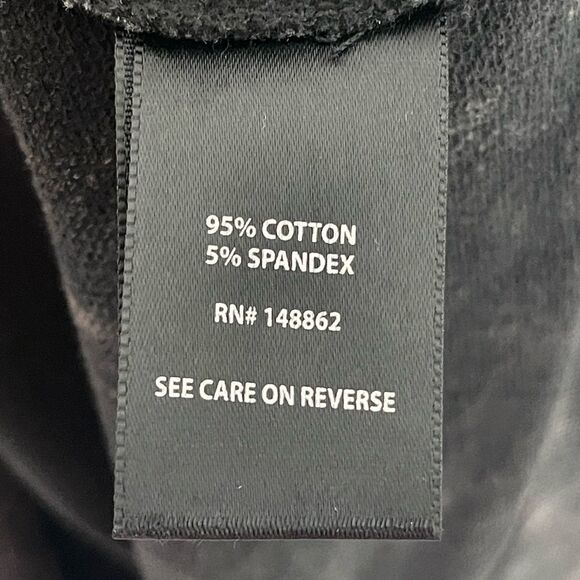 95% COTTON
5% SPANDEX
RN# 148862
SEE CARE ON REVERSE